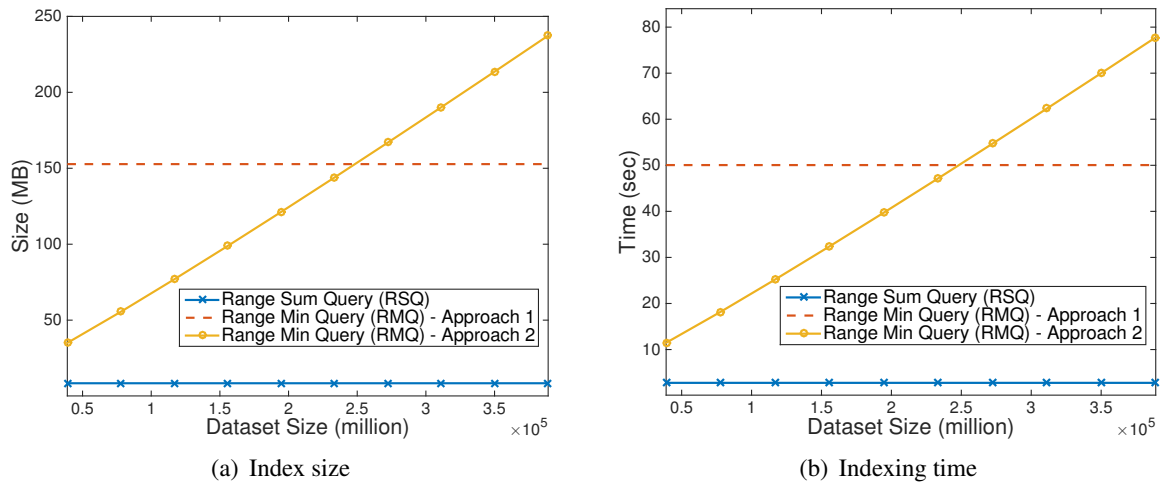 250
200
150
100
50
Size (MB)
Range Sum Query (RSQ)
Range Min Query (RMQ) - Approach 1
Range Min Query (RMQ) - Approach 2
0.5 1 1.5 2 2.5 3 3.5
Dataset Size (million)
×10^5
(a) Index size
80
70
60
50
40
30
20
10
Time (sec)
Range Sum Query (RSQ)
Range Min Query (RMQ) - Approach 1
Range Min Query (RMQ) - Approach 2
0.5 1 1.5 2 2.5 3 3.5
Dataset Size (million)
×10^5
(b) Indexing time